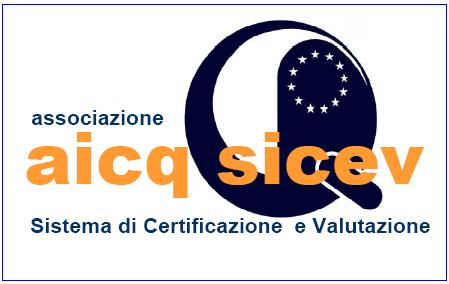 associazione
aicq sicev
Sistema di Certificazione e Valutazione